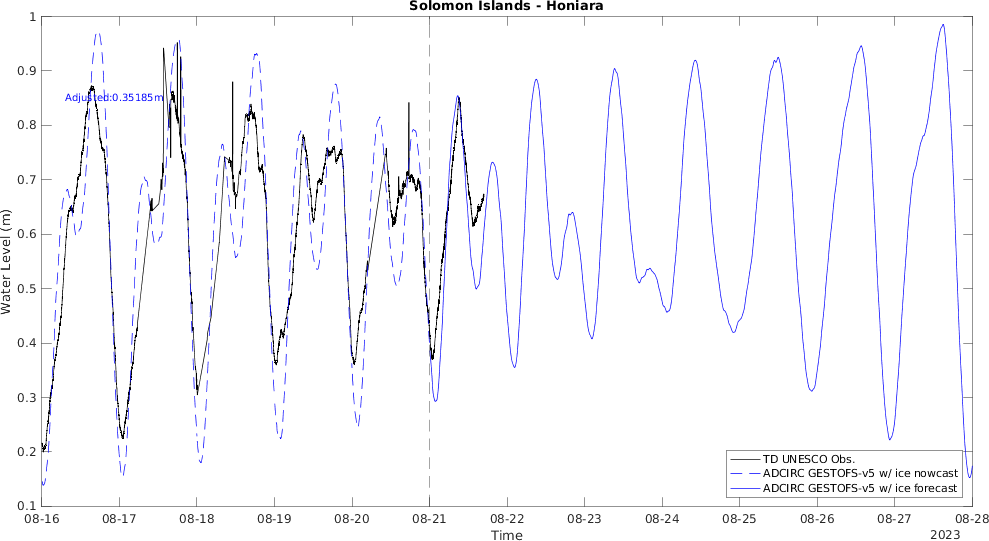 Solomon Islands - Honiara
1
0.9
0.8
0.7
0.6
0.5
0.4
0.3
0.2
0.1
Water Level (m)
Adjusted:0.35185m
TD UNESCO Obs.
ADCIRC GESTOFS-v5 w/ ice nowcast
ADCIRC GESTOFS-v5 w/ ice forecast
08-16 08-17 08-18 08-19 08-20 08-21 08-22 08-23 08-24 08-25 08-26 08-27 08-28
Time
2023